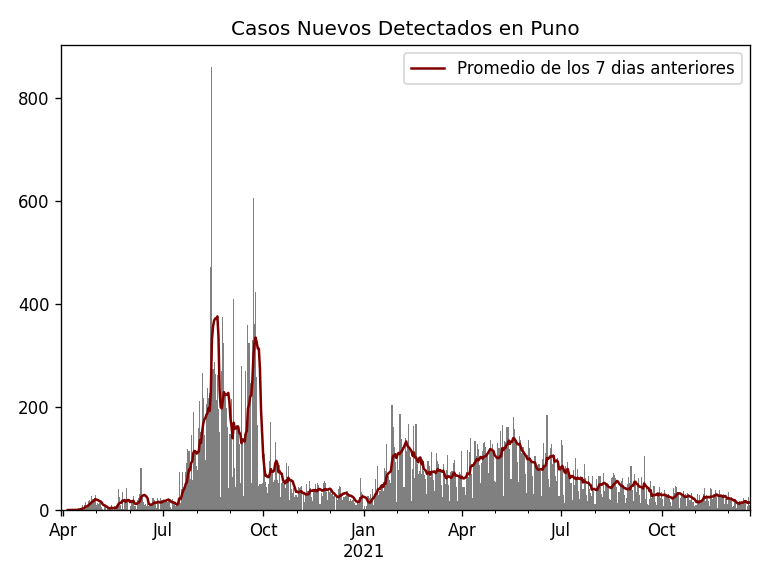 Casos Nuevos Detectados en Puno
Promedio de los 7 dias anteriores
800
600
400
200
0
Apr Jul Oct Jan Apr Jul Oct
2021